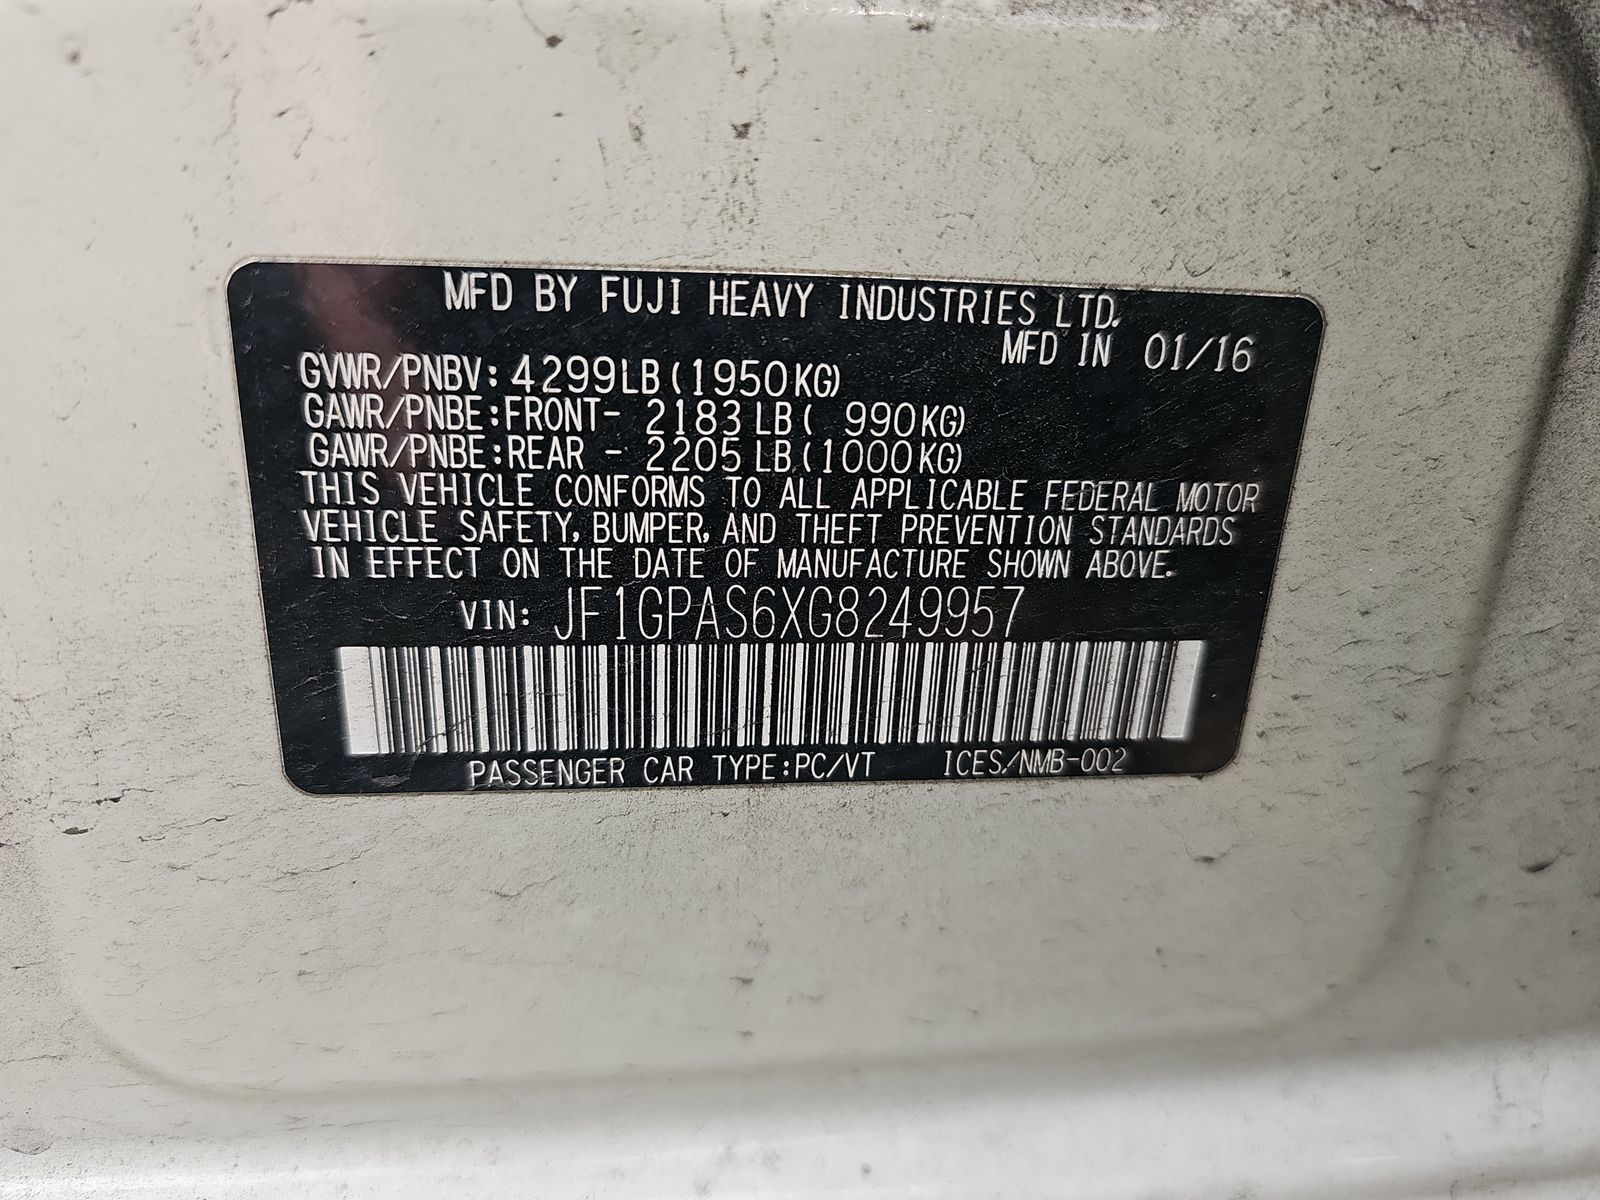 MFD BY FUJI HEAVY INDUSTRIES LTD.
MFD IN 01/16
GVWR/PNBV: 4299LB (1950KG)
GAWR/PNBE:FRONT- 2183 LB ( 990KG)
GAWR/PNBE:REAR - 2205 LB (1000KG)
THIS VEHICLE CONFORMS TO ALL APPLICABLE FEDERAL MOTOR
VEHICLE SAFETY, BUMPER, AND THEFT PREVENTION STANDARDS
IN EFFECT ON THE DATE OF MANUFACTURE SHOWN ABOVE.
VIN: JF1GPAS6XG8249957
PASSENGER CAR TYPE:PC/VT ICES/NMB-002